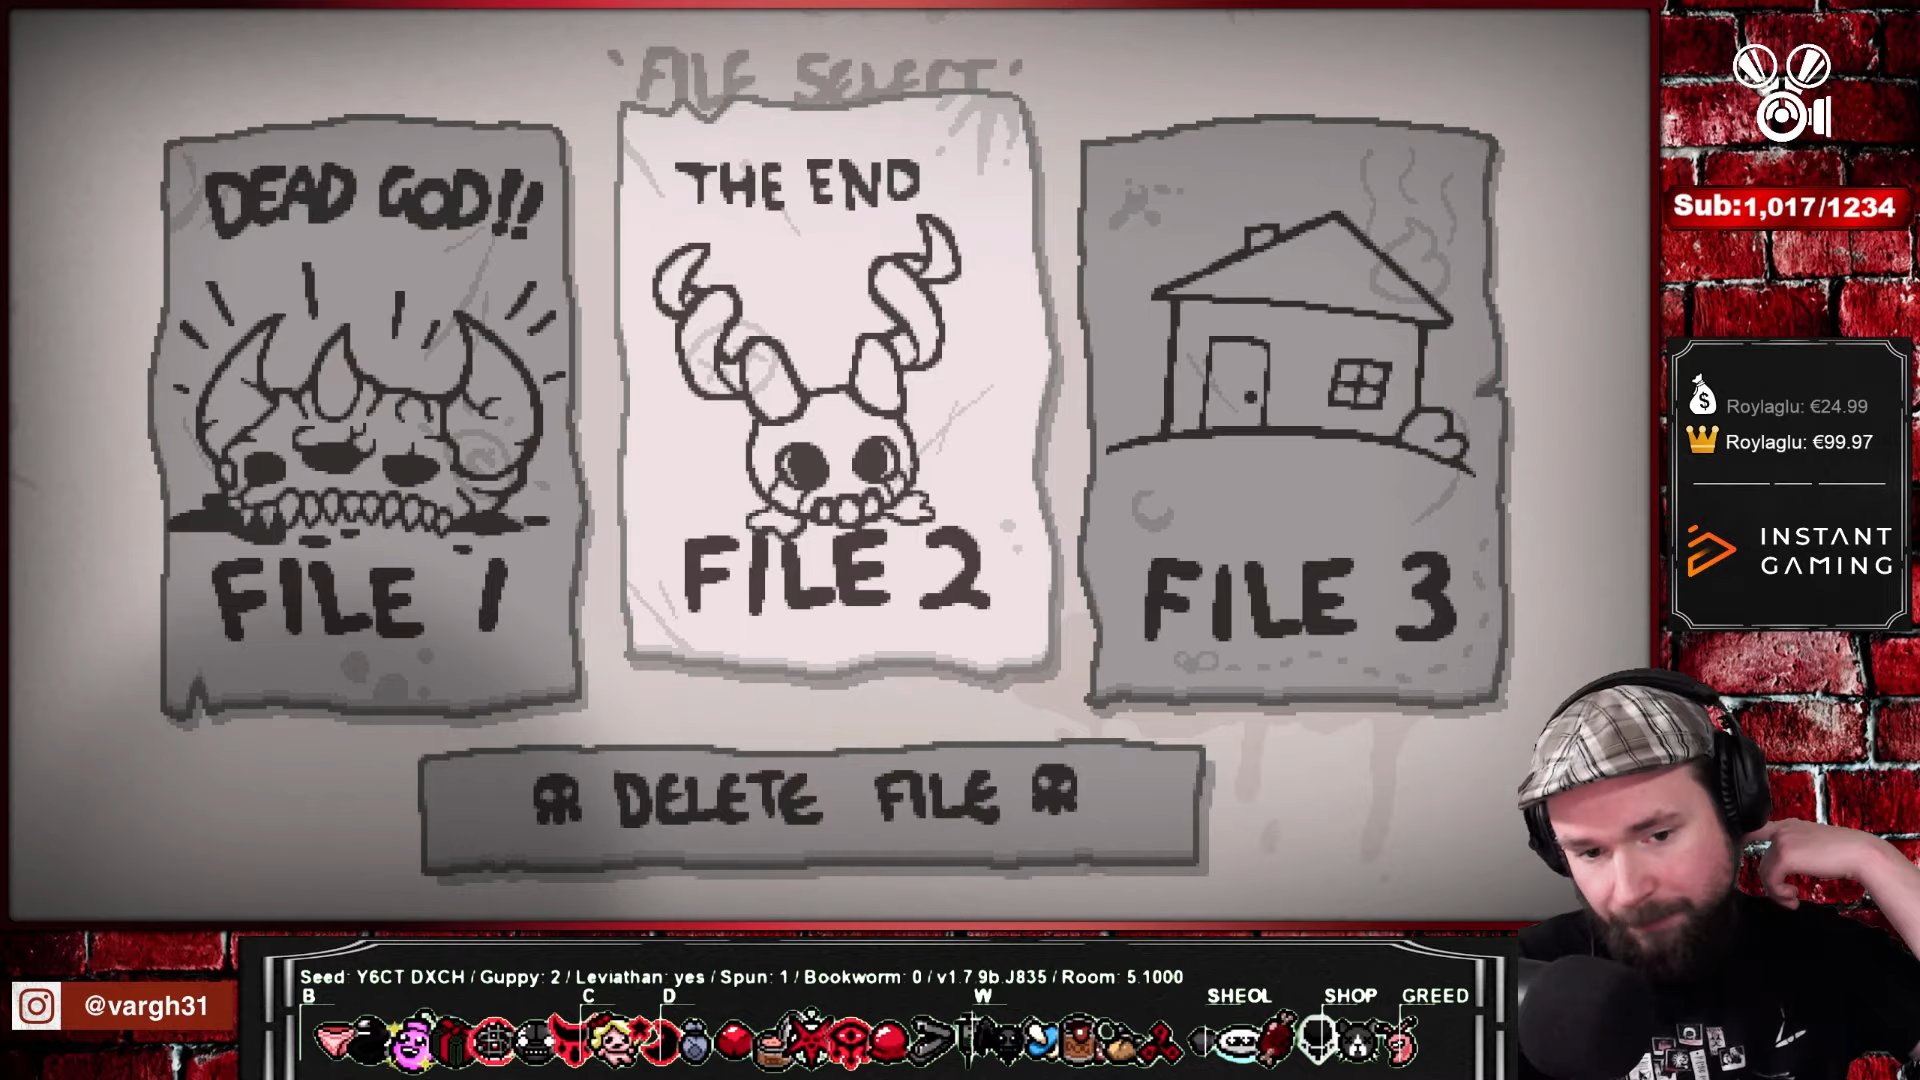 'FILE SELECT'
DEAD GOD!!
FILE 1
THE END
FILE 2
FILE 3
DELETE FILE
Sub:1,017/1234
Roylaglu: €24.99
Roylaglu: €99.97
INSTANT
GAMING
@vargh31
Seed: Y6CT DXCH / Guppy: 2 / Leviathan: yes / Spun: 1 / Bookworm: 0 / v1.7.9b.J835 / Room: 5.1000
B C D W SHEOL SHOP GREED